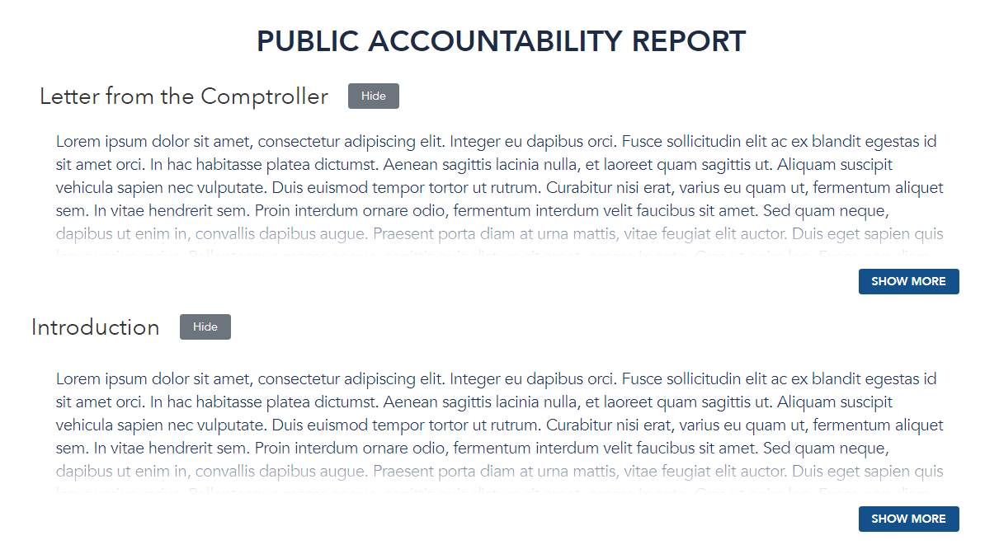 PUBLIC ACCOUNTABILITY REPORT
Letter from the Comptroller Hide
Lorem ipsum dolor sit amet, consectetur adipiscing elit. Integer eu dapibus orci. Fusce sollicitudin elit ac ex blandit egestas id
sit amet orci. In hac habitasse platea dictumst. Aenean sagittis lacinia nulla, et laoreet quam sagittis ut. Aliquam suscipit
vehicula sapien nec vulputate. Duis euismod tempor tortor ut rutrum. Curabitur nisi erat, varius eu quam ut, fermentum aliquet
sem. In vitae hendrerit sem. Proin interdum ornare odio, fermentum interdum velit faucibus sit amet. Sed quam neque,
dapibus ut enim in, convallis dapibus augue. Praesent porta diam at urna mattis, vitae feugiat elit auctor. Duis eget sapien quis
SHOW MORE
Introduction Hide
Lorem ipsum dolor sit amet, consectetur adipiscing elit. Integer eu dapibus orci. Fusce sollicitudin elit ac ex blandit egestas id
sit amet orci. In hac habitasse platea dictumst. Aenean sagittis lacinia nulla, et laoreet quam sagittis ut. Aliquam suscipit
vehicula sapien nec vulputate. Duis euismod tempor tortor ut rutrum. Curabitur nisi erat, varius eu quam ut, fermentum aliquet
sem. In vitae hendrerit sem. Proin interdum ornare odio, fermentum interdum velit faucibus sit amet. Sed quam neque,
dapibus ut enim in, convallis dapibus augue. Praesent porta diam at urna mattis, vitae feugiat elit auctor. Duis eget sapien quis
SHOW MORE